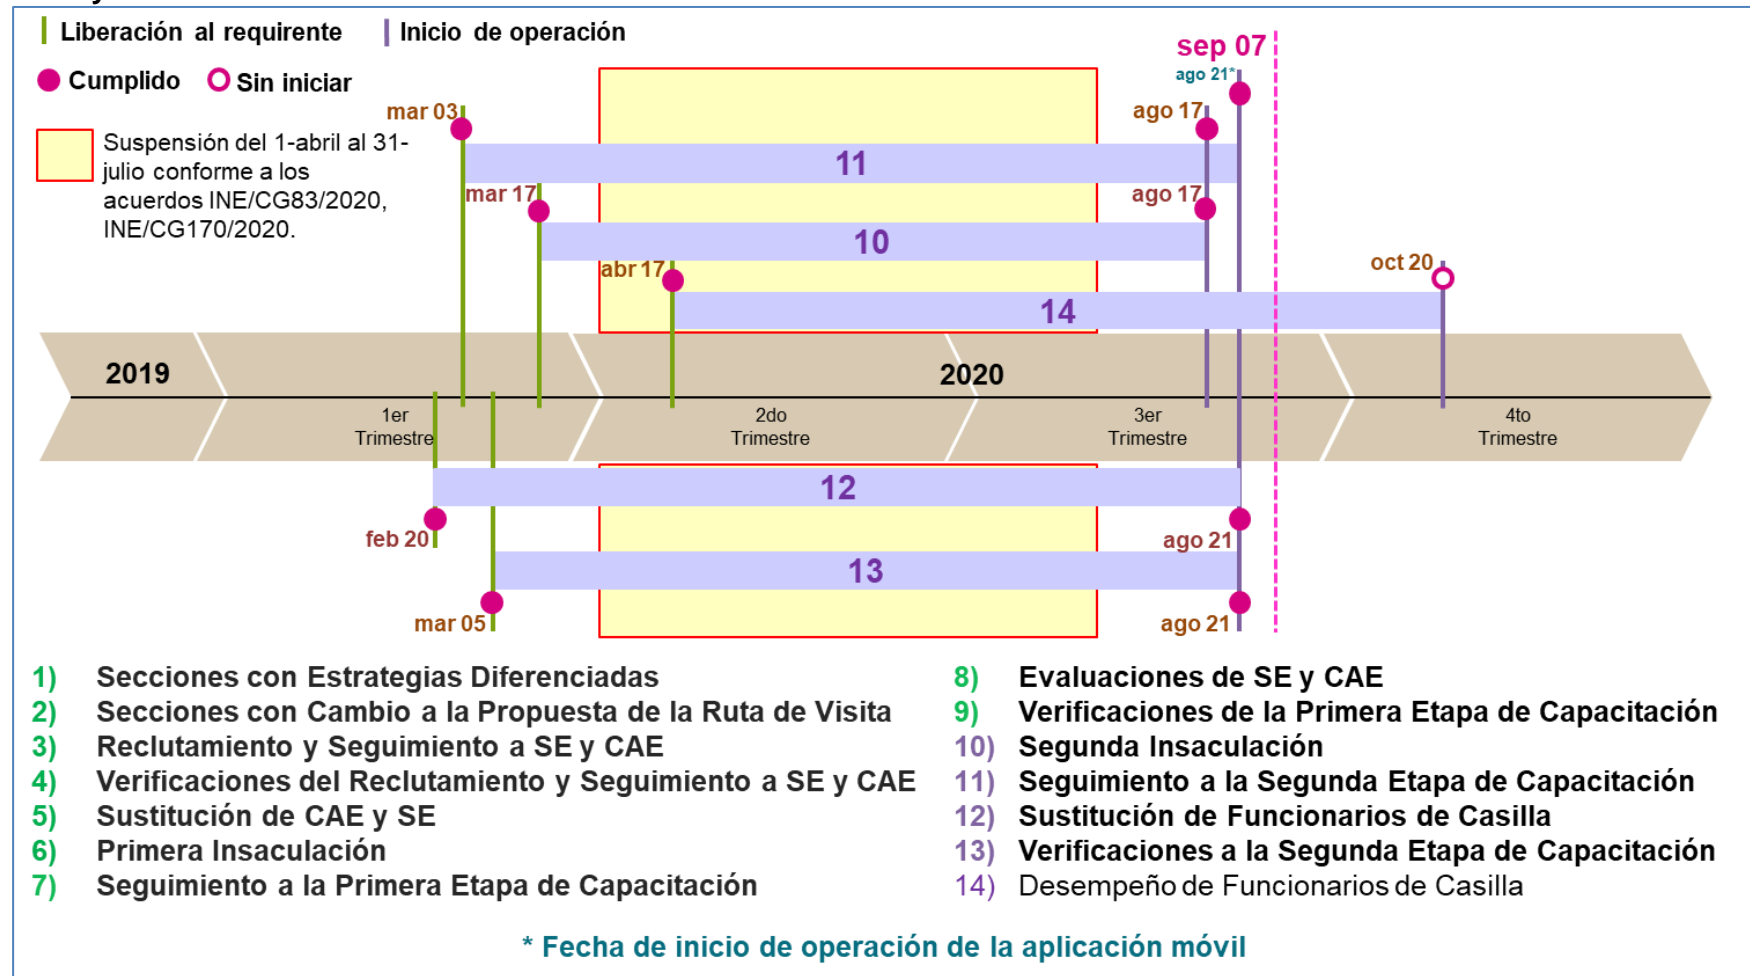 Liberación al requirente
Inicio de operación
Cumplido
Sin iniciar
Suspensión del 1-abril al 31-
julio conforme a los
acuerdos INE/CG83/2020,
INE/CG170/2020.
sep 07
ago 21*
mar 03
ago 17
11
mar 17
ago 17
10
abr 17
oct 20
14
2019
2020
1er
Trimestre
2do
Trimestre
3er
Trimestre
4to
Trimestre
12
feb 20
ago 21
13
mar 05
ago 21
1) Secciones con Estrategias Diferenciadas
2) Secciones con Cambio a la Propuesta de la Ruta de Visita
3) Reclutamiento y Seguimiento a SE y CAE
4) Verificaciones del Reclutamiento y Seguimiento a SE y CAE
5) Sustitución de CAE y SE
6) Primera Insaculación
7) Seguimiento a la Primera Etapa de Capacitación
8) Evaluaciones de SE y CAE
9) Verificaciones de la Primera Etapa de Capacitación
10) Segunda Insaculación
11) Seguimiento a la Segunda Etapa de Capacitación
12) Sustitución de Funcionarios de Casilla
13) Verificaciones a la Segunda Etapa de Capacitación
14) Desempeño de Funcionarios de Casilla
* Fecha de inicio de operación de la aplicación móvil